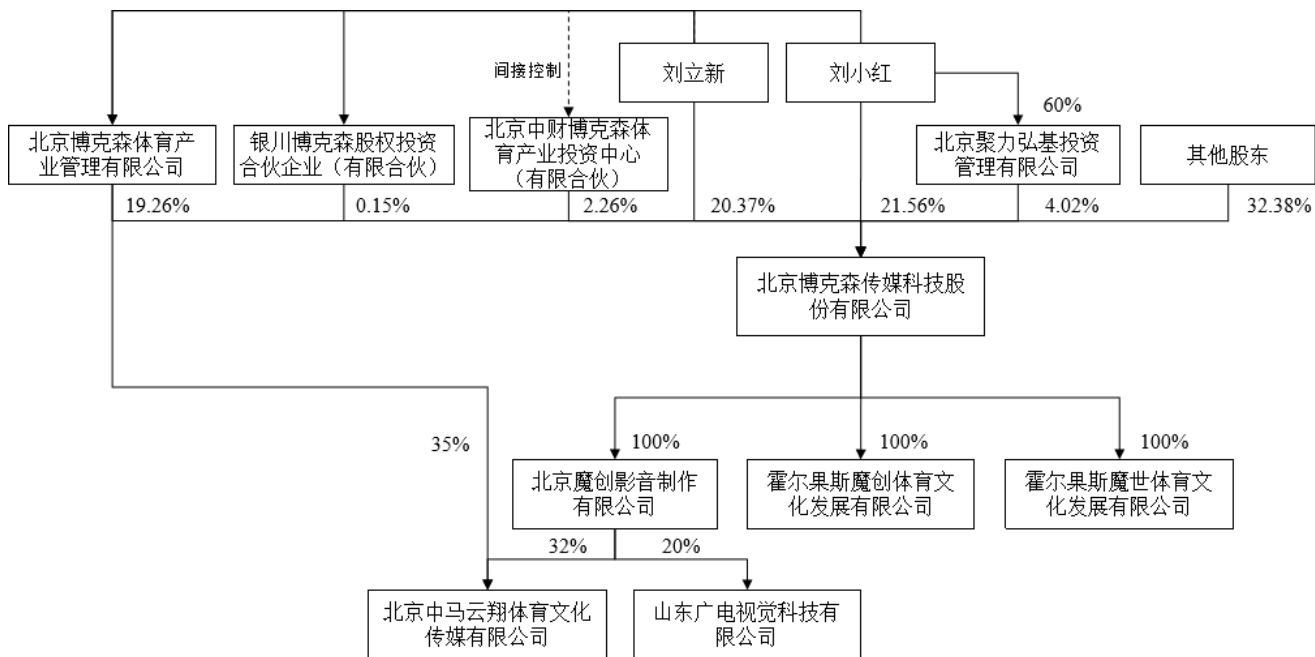 间接控制
刘立新
刘小红
60%
北京博克森体育产
业管理有限公司
银川博克森股权投资
合伙企业（有限合伙）
北京中财博克森体
育产业投资中心
（有限合伙）
北京聚力弘基投资
管理有限公司
其他股东
19.26%
0.15%
2.26%
20.37%
21.56%
4.02%
32.38%
北京博克森传媒科技股
份有限公司
35%
100%
100%
100%
北京魔创影音制作
有限公司
霍尔果斯魔创体育文
化发展有限公司
霍尔果斯魔世体育文
化发展有限公司
32%
20%
北京中马云翔体育文化
传媒有限公司
山东广电视觉科技有
限公司